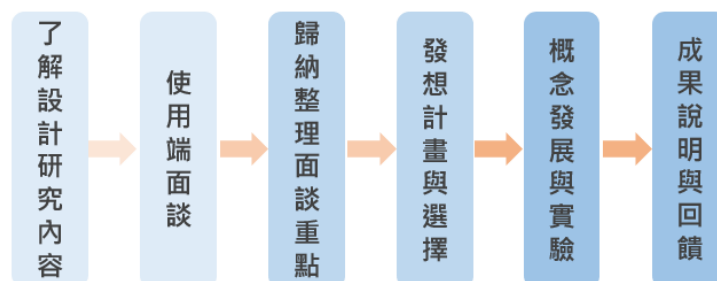 了解設計研究內容
使用端面談
歸納整理面談重點
發想計畫與選擇
概念發展與實驗
成果說明與回饋